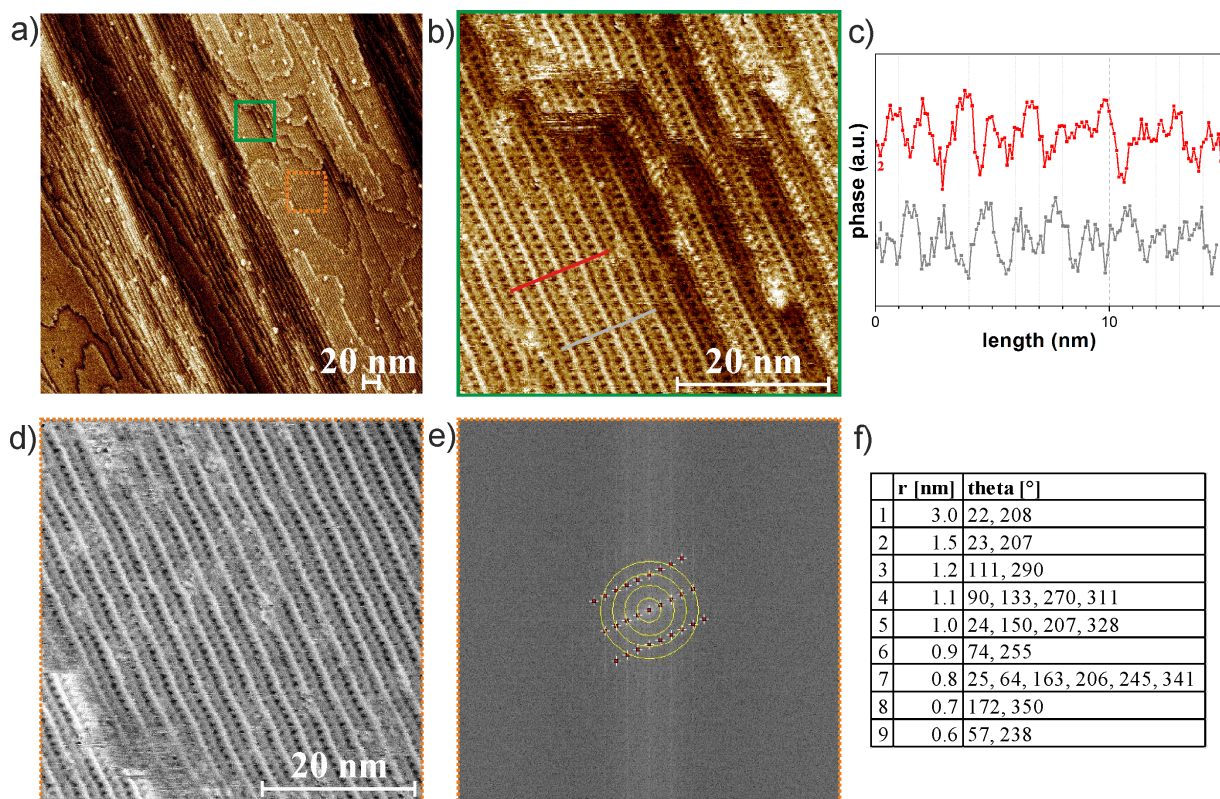 a)
20 nm
b)
20 nm
c)
phase (a.u.)
2
1
0
10
length (nm)
d)
20 nm
e)
f)
r [nm] theta [°]
1 3.0 22, 208
2 1.5 23, 207
3 1.2 111, 290
4 1.1 90, 133, 270, 311
5 1.0 24, 150, 207, 328
6 0.9 74, 255
7 0.8 25, 64, 163, 206, 245, 341
8 0.7 172, 350
9 0.6 57, 238